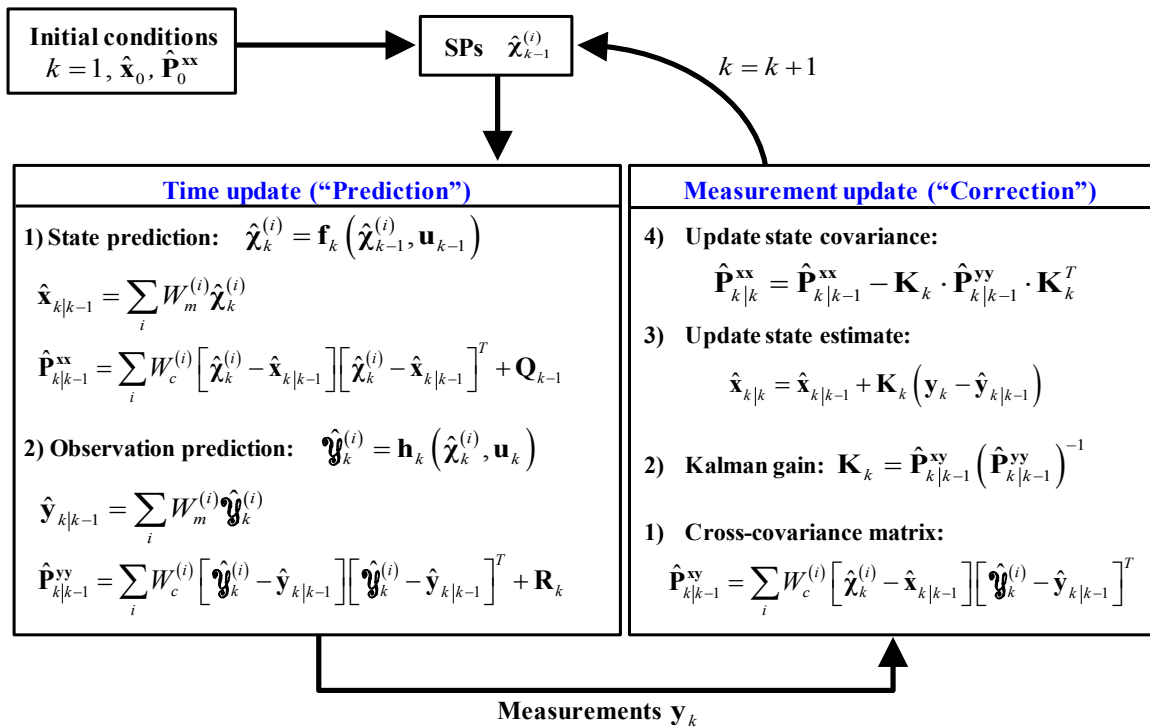 Initial conditions
k = 1, x̂₀, P̂₀ˣˣ
SPs χ̂ₖ₋₁⁽ⁱ⁾
k = k + 1
Time update (“Prediction”)
1) State prediction: χ̂ₖ⁽ⁱ⁾ = fₖ(χ̂ₖ₋₁⁽ⁱ⁾, uₖ₋₁)
x̂_{k|k−1} = ∑_i W_m^{(i)} χ̂_k^{(i)}
P̂^{xx}_{k|k−1} = ∑_i W_c^{(i)} [χ̂_k^{(i)} − x̂_{k|k−1}][χ̂_k^{(i)} − x̂_{k|k−1}]^T + Q_{k−1}
2) Observation prediction: 𝓨̂_k^{(i)} = h_k(χ̂_k^{(i)}, u_k)
ŷ_{k|k−1} = ∑_i W_m^{(i)} 𝓨̂_k^{(i)}
P̂^{yy}_{k|k−1} = ∑_i W_c^{(i)} [𝓨̂_k^{(i)} − ŷ_{k|k−1}][𝓨̂_k^{(i)} − ŷ_{k|k−1}]^T + R_k
Measurement update (“Correction”)
4) Update state covariance:
P̂^{xx}_{k|k} = P̂^{xx}_{k|k−1} − K_k · P̂^{yy}_{k|k−1} · K_k^T
3) Update state estimate:
x̂_{k|k} = x̂_{k|k−1} + K_k(y_k − ŷ_{k|k−1})
2) Kalman gain: K_k = P̂^{xy}_{k|k−1}(P̂^{yy}_{k|k−1})^{−1}
1) Cross-covariance matrix:
P̂^{xy}_{k|k−1} = ∑_i W_c^{(i)} [χ̂_k^{(i)} − x̂_{k|k−1}][𝓨̂_k^{(i)} − ŷ_{k|k−1}]^T
Measurements y_k